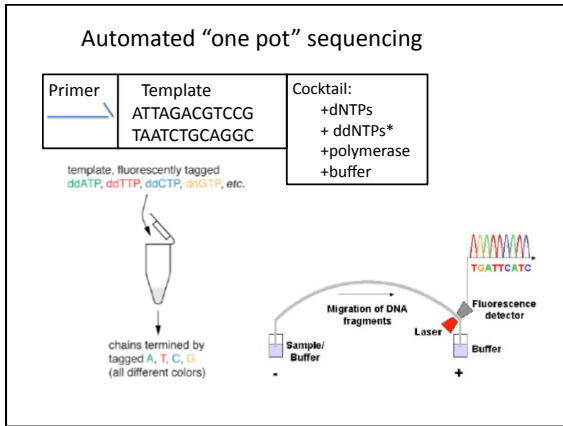 Automated “one pot” sequencing
Primer
Template
ATTAGACGTCCG
TAATCTGCAGGC
Cocktail:
+dNTPs
+ ddNTPs*
+polymerase
+buffer
template, fluorescently tagged
ddATP, ddTTP, ddCTP, ddGTP, etc.
chains termined by
tagged A, T, C, G
(all different colors)
TGATTCATC
Migration of DNA
fragments
Fluorescence
detector
Laser
Sample/
Buffer
Buffer
-
+